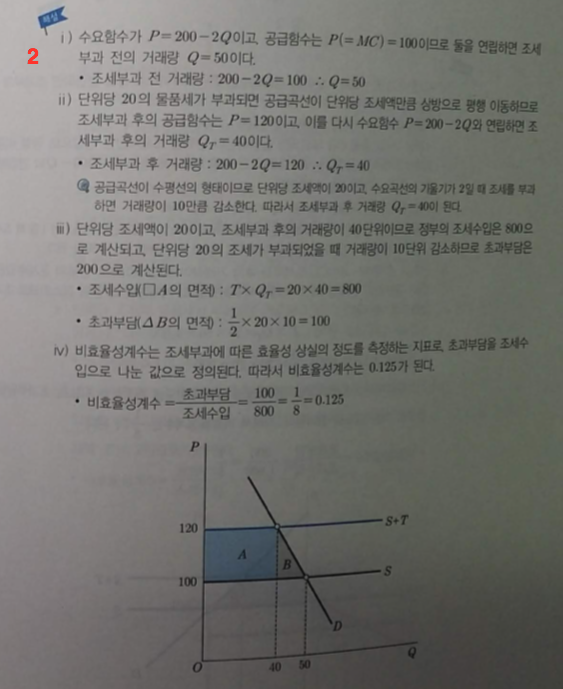 해설
2
ⅰ) 수요함수가 P=200-2Q이고, 공급함수는 P(=MC)=100이므로 둘을 연립하면 조세
부과 전의 거래량 Q=50이다.
• 조세부과 전 거래량 : 200-2Q=100 ∴ Q=50
ⅱ) 단위당 20의 물품세가 부과되면 공급곡선이 단위당 조세액만큼 상방으로 평행 이동하므로
조세부과 후의 공급함수는 P=120이고, 이를 다시 수요함수 P=200-2Q와 연립하면 조
세부과 후의 거래량 Q_T=40이다.
• 조세부과 후 거래량 : 200-2Q=120 ∴ Q_T=40
공급곡선이 수평선의 형태이므로 단위당 조세액이 20이고, 수요곡선의 기울기가 2일 때 조세를 부과
하면 거래량이 10만큼 감소한다. 따라서 조세부과 후 거래량 Q_T=40이 된다.
ⅲ) 단위당 조세액이 20이고, 조세부과 후의 거래량이 40단위이므로 정부의 조세수입은 800으
로 계산되고, 단위당 20의 조세가 부과되었을 때 거래량이 10단위 감소하므로 초과부담은
200으로 계산된다.
• 조세수입(□A의 면적) : T×Q_T=20×40=800
• 초과부담(ΔB의 면적) : 1/2×20×10=100
ⅳ) 비효율성계수는 조세부과에 따른 효율성 상실의 정도를 측정하는 지표로, 초과부담을 조세수
입으로 나눈 값으로 정의된다. 따라서 비효율성계수는 0.125가 된다.
• 비효율성계수 = 초과부담/조세수입 = 100/800 = 1/8 = 0.125
P
120
S+T
A
B
100
S
D
O
40
50
Q